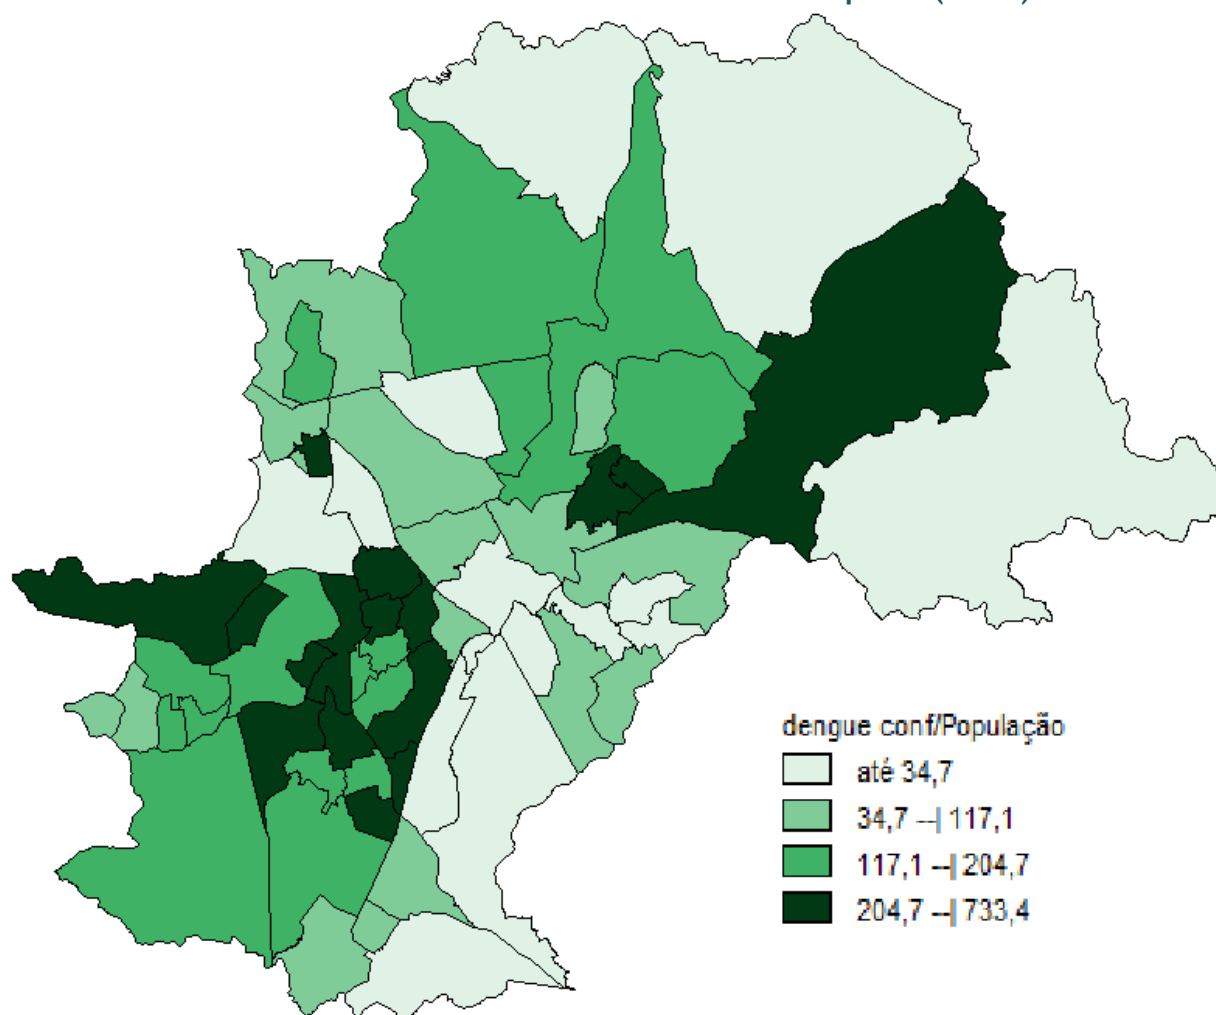 dengue conf/População
até 34,7
34,7 --| 117,1
117,1 --| 204,7
204,7 --| 733,4